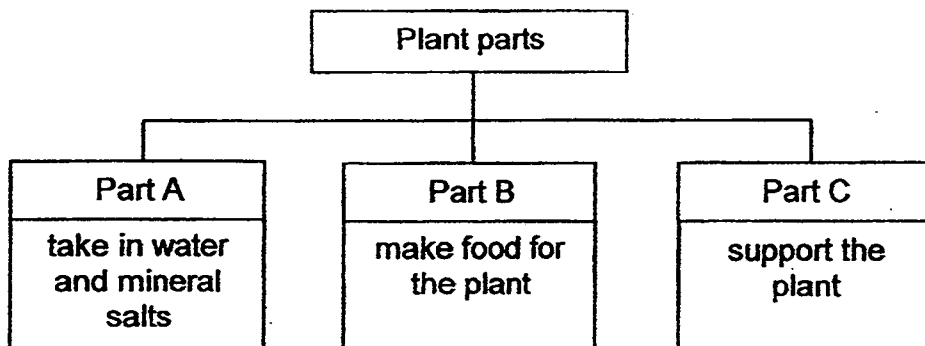 Plant parts
Part A
take in water
and mineral
salts
Part B
make food for
the plant
Part C
support the
plant